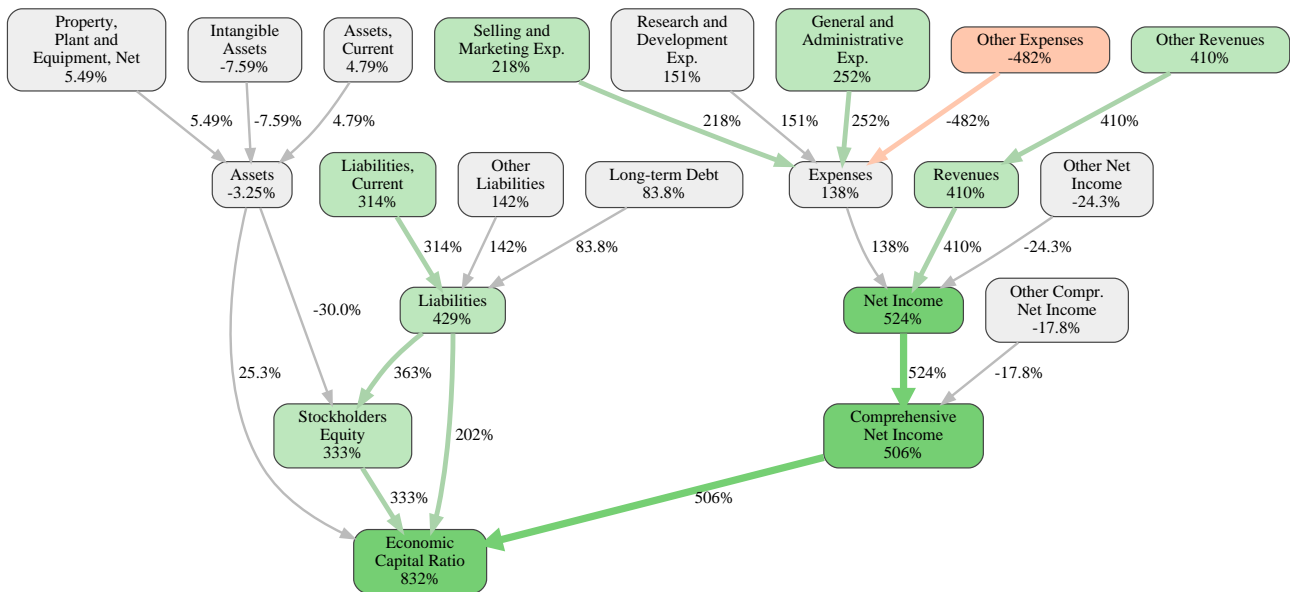 Property,
Plant and
Equipment, Net
5.49%
Intangible
Assets
-7.59%
Assets,
Current
4.79%
Selling and
Marketing Exp.
218%
Research and
Development
Exp.
151%
General and
Administrative
Exp.
252%
Other Expenses
-482%
Other Revenues
410%
5.49%
-7.59%
4.79%
218%
151%
252%
-482%
410%
Assets
-3.25%
Liabilities,
Current
314%
Other
Liabilities
142%
Long-term Debt
83.8%
Expenses
138%
Revenues
410%
Other Net
Income
-24.3%
314%
142%
83.8%
138%
410%
-24.3%
-30.0%
Liabilities
429%
Net Income
524%
Other Compr.
Net Income
-17.8%
25.3%
363%
524%
-17.8%
Stockholders
Equity
333%
202%
Comprehensive
Net Income
506%
333%
506%
Economic
Capital Ratio
832%